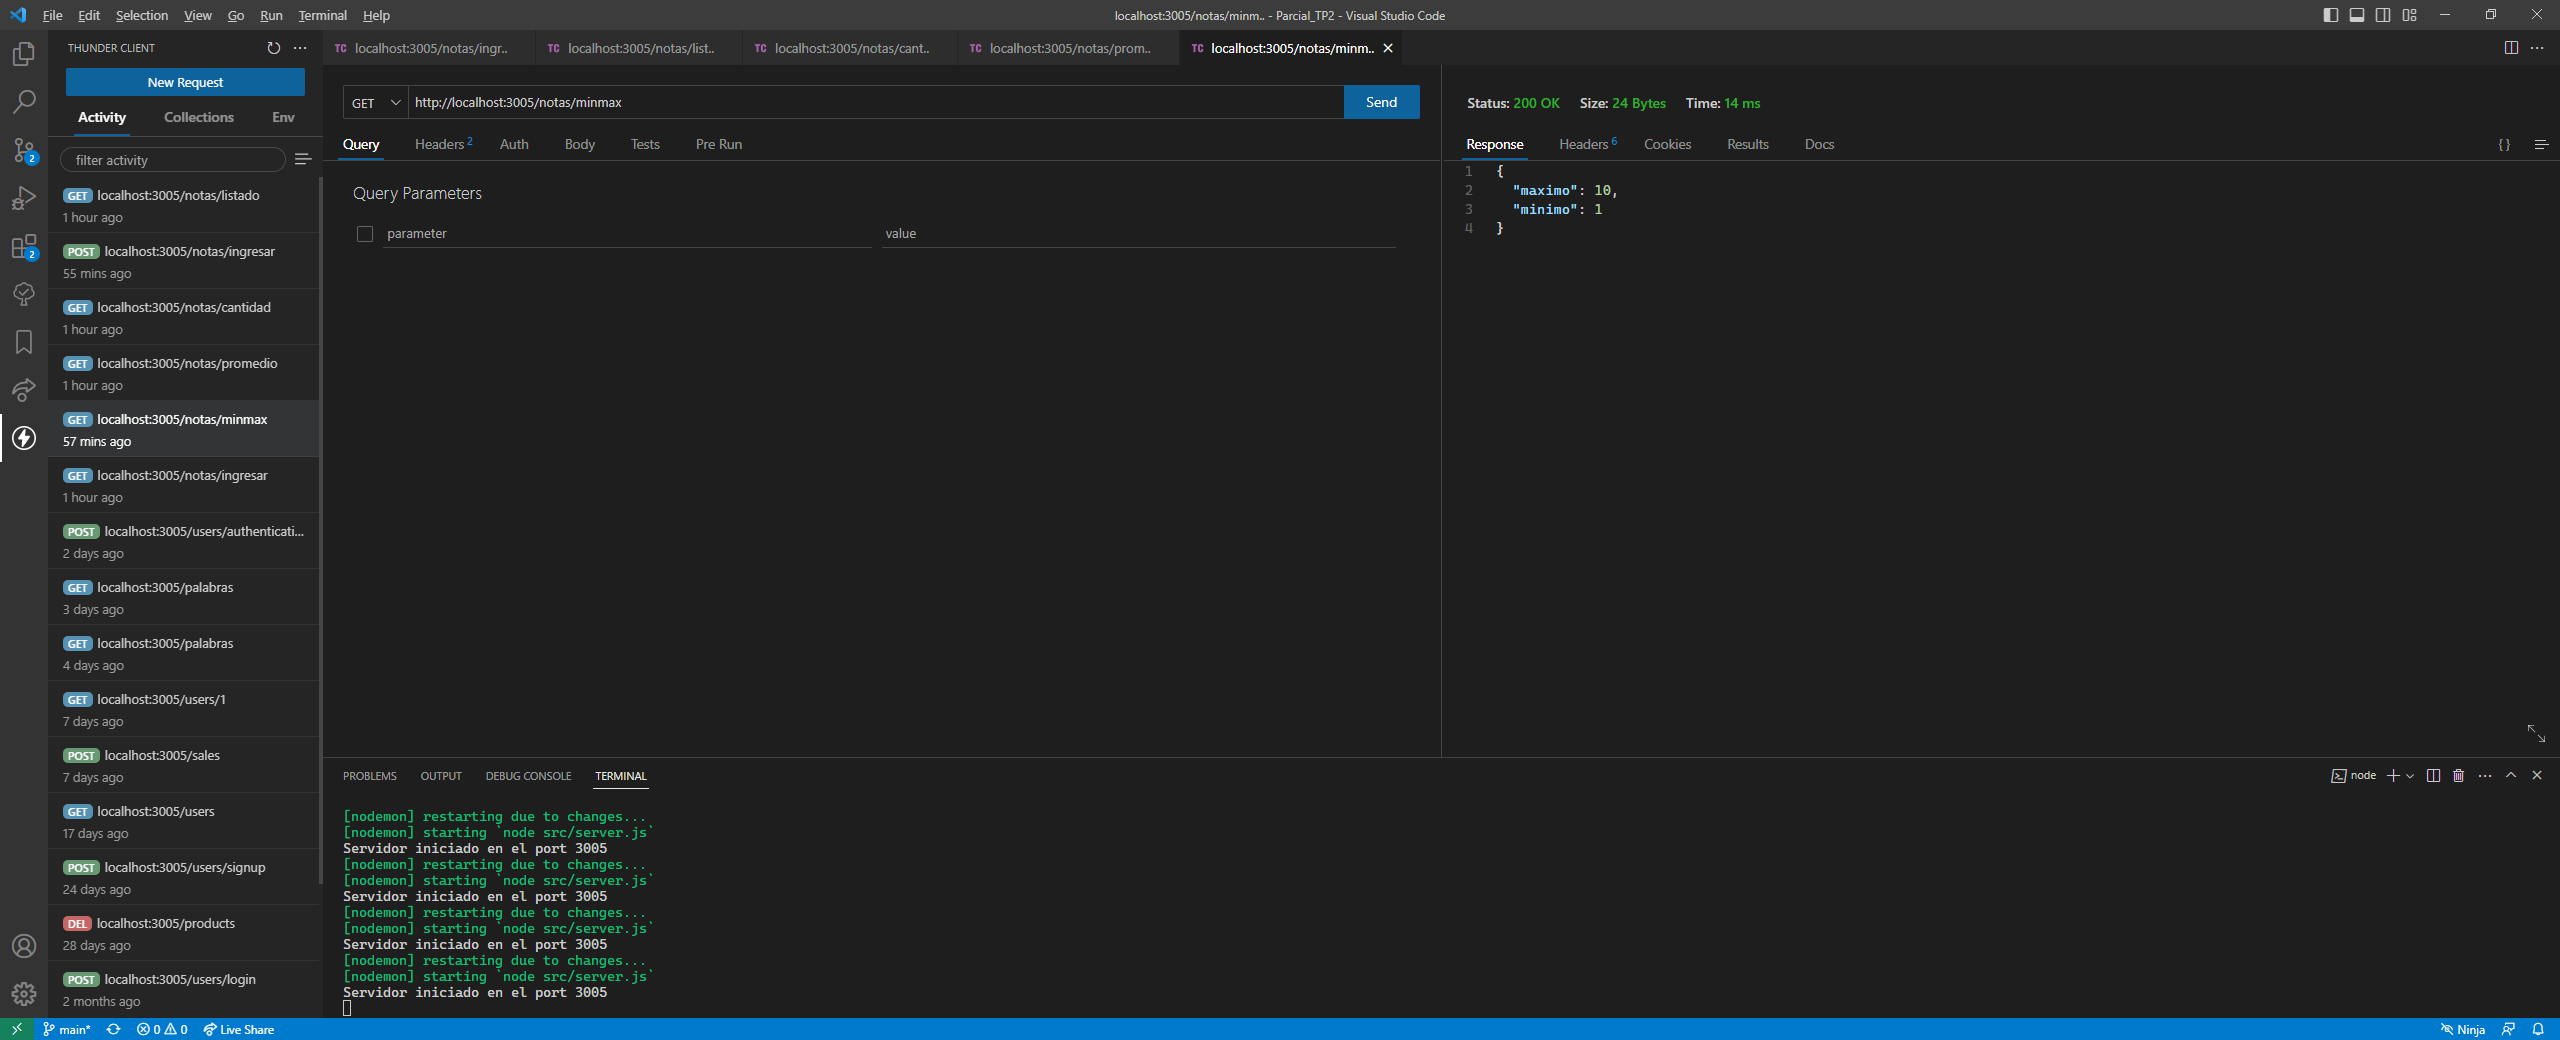 File Edit Selection View Go Run Terminal Help
localhost:3005/notas/minm.. - Parcial_TP2 - Visual Studio Code
THUNDER CLIENT
New Request
Activity Collections Env
filter activity
GET localhost:3005/notas/listado
1 hour ago
POST localhost:3005/notas/ingresar
55 mins ago
GET localhost:3005/notas/cantidad
1 hour ago
GET localhost:3005/notas/promedio
1 hour ago
GET localhost:3005/notas/minmax
57 mins ago
GET localhost:3005/notas/ingresar
1 hour ago
POST localhost:3005/users/authenticati...
2 days ago
GET localhost:3005/palabras
3 days ago
GET localhost:3005/palabras
4 days ago
GET localhost:3005/users/1
7 days ago
POST localhost:3005/sales
7 days ago
GET localhost:3005/users
17 days ago
POST localhost:3005/users/signup
24 days ago
DEL localhost:3005/products
28 days ago
POST localhost:3005/users/login
2 months ago
2
2
TC localhost:3005/notas/ingr.. TC localhost:3005/notas/list.. TC localhost:3005/notas/cant.. TC localhost:3005/notas/prom.. TC localhost:3005/notas/minm..
GET http://localhost:3005/notas/minmax Send
Query Headers 2 Auth Body Tests Pre Run
Query Parameters
parameter value
Status: 200 OK Size: 24 Bytes Time: 14 ms
Response Headers 6 Cookies Results Docs {}
1 {
2 "maximo": 10,
3 "minimo": 1
4 }
PROBLEMS OUTPUT DEBUG CONSOLE TERMINAL
node
[nodemon] restarting due to changes...
[nodemon] starting `node src/server.js`
Servidor iniciado en el port 3005
[nodemon] restarting due to changes...
[nodemon] starting `node src/server.js`
Servidor iniciado en el port 3005
[nodemon] restarting due to changes...
[nodemon] starting `node src/server.js`
Servidor iniciado en el port 3005
[nodemon] restarting due to changes...
[nodemon] starting `node src/server.js`
Servidor iniciado en el port 3005
main* 0 0 Live Share
Ninja